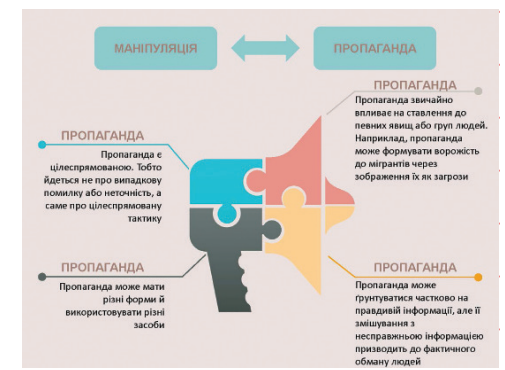 МАНІПУЛЯЦІЯ
ПРОПАГАНДА
ПРОПАГАНДА
Пропаганда звичайно
впливає на ставлення до
певних явищ або груп людей.
Наприклад, пропаганда
може формувати ворожість
до мігрантів через
зображення їх як загрози
ПРОПАГАНДА
Пропаганда є
цілеспрямованою. Тобто
йдеться не про випадкову
помилку або неточність, а
саме про цілеспрямовану
тактику
ПРОПАГАНДА
Пропаганда може мати
різні форми й
використовувати різні
засоби
ПРОПАГАНДА
Пропаганда може
ґрунтуватися частково на
правдивій інформації, але її
змішування з
несправжньою інформацією
призводить до фактичного
обману людей